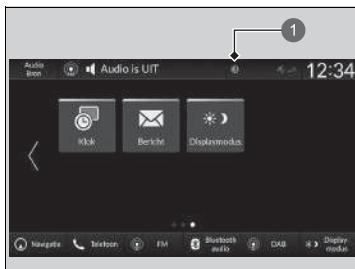 1
Audio
Bron
Audio is UIT
12:34
Klok
Bericht
Displaymodus
Navigatie
Telefoon
FM
Bluetooth
audio
DAB
Display-
modus